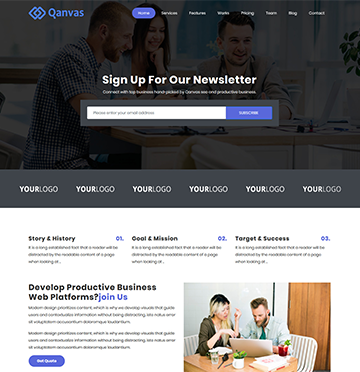 Qanvas
Home Services Features Works Pricing Team Blog Contact
Sign Up For Our Newsletter
Connect with top business hand-picked by Qanvas seo and productive business.
Please enter your email address SUBSCRIBE
YOURLOGO YOURLOGO YOURLOGO YOURLOGO YOURLOGO YOURLOGO
Story & History 01.
It is a long established fact that a reader will be
distracted by the readable content of a page
when looking at ..
Goal & Mission 02.
It is a long established fact that a reader will be
distracted by the readable content of a page
when looking at ..
Target & Success 03.
It is a long established fact that a reader will be
distracted by the readable content of a page
when looking at ..
Develop Productive Business
Web Platforms?join Us
Modern design prioritizes content, which is why we develop visuals that guide
users and contextualize information without being distracting, nisi natus error
sit voluptatem accusantium doloremque laudantium.
Modern design prioritizes content, which is why we develop visuals that guide
users and contextualize information without being distracting, nisi natus error
sit voluptatem accusantium doloremque laudantium.
Get Quote